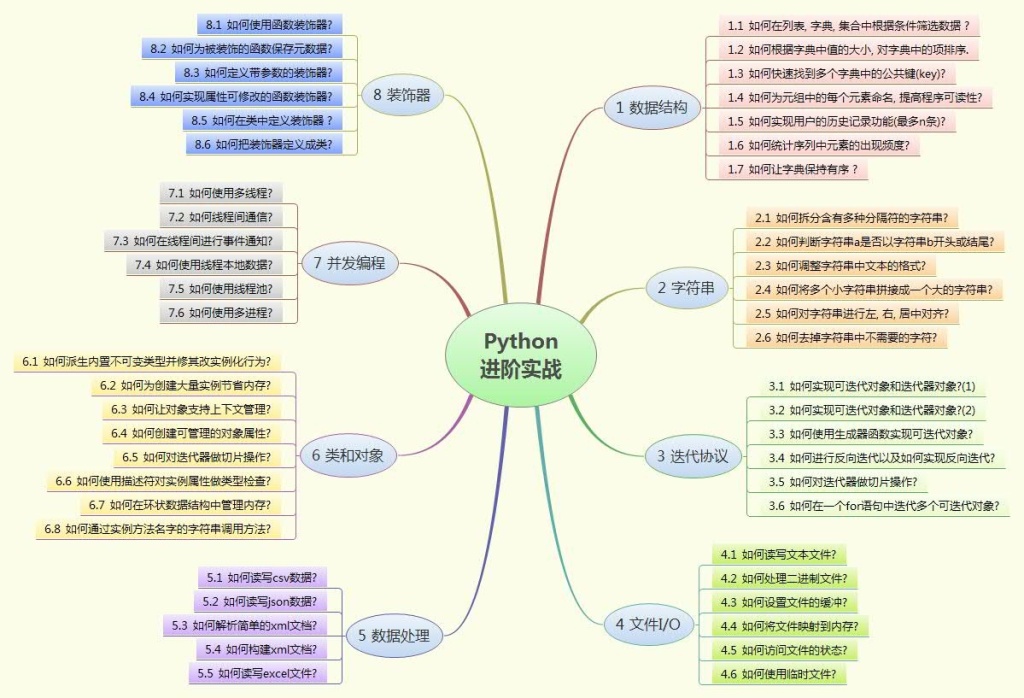 Python
进阶实战
1 数据结构
1.1 如何在列表, 字典, 集合中根据条件筛选数据？
1.2 如何根据字典中值的大小, 对字典中的项排序.
1.3 如何快速找到多个字典中的公共键(key)?
1.4 如何为元组中的每个元素命名, 提高程序可读性?
1.5 如何实现用户的历史记录功能(最多n条)?
1.6 如何统计序列中元素的出现频度?
1.7 如何让字典保持有序？
2 字符串
2.1 如何拆分含有多种分隔符的字符串?
2.2 如何判断字符串a是否以字符串b开头或结尾?
2.3 如何调整字符串中文本的格式?
2.4 如何将多个小字符串拼接成一个大的字符串?
2.5 如何对字符串进行左, 右, 居中对齐?
2.6 如何去掉字符串中不需要的字符?
3 迭代协议
3.1 如何实现可迭代对象和迭代器对象?(1)
3.2 如何实现可迭代对象和迭代器对象?(2)
3.3 如何使用生成器函数实现可迭代对象?
3.4 如何进行反向迭代以及如何实现反向迭代?
3.5 如何对迭代器做切片操作?
3.6 如何在一个for语句中迭代多个可迭代对象?
4 文件I/O
4.1 如何读写文本文件?
4.2 如何处理二进制文件?
4.3 如何设置文件的缓冲?
4.4 如何将文件映射到内存?
4.5 如何访问文件的状态?
4.6 如何使用临时文件?
5 数据处理
5.1 如何读写csv数据?
5.2 如何读写json数据?
5.3 如何解析简单的xml文档?
5.4 如何构建xml文档?
5.5 如何读写excel文件?
6 类和对象
6.1 如何派生内置不可变类型并修其改实例化行为?
6.2 如何为创建大量实例节省内存?
6.3 如何让对象支持上下文管理?
6.4 如何创建可管理的对象属性?
6.5 如何对迭代器做切片操作?
6.6 如何使用描述符对实例属性做类型检查?
6.7 如何在环状数据结构中管理内存?
6.8 如何通过实例方法名字的字符串调用方法?
7 并发编程
7.1 如何使用多线程?
7.2 如何线程间通信?
7.3 如何在线程间进行事件通知?
7.4 如何使用线程本地数据?
7.5 如何使用线程池?
7.6 如何使用多进程?
8 装饰器
8.1 如何使用函数装饰器?
8.2 如何为被装饰的函数保存元数据?
8.3 如何定义带参数的装饰器?
8.4 如何实现属性可修改的函数装饰器?
8.5 如何在类中定义装饰器？
8.6 如何把装饰器定义成类?